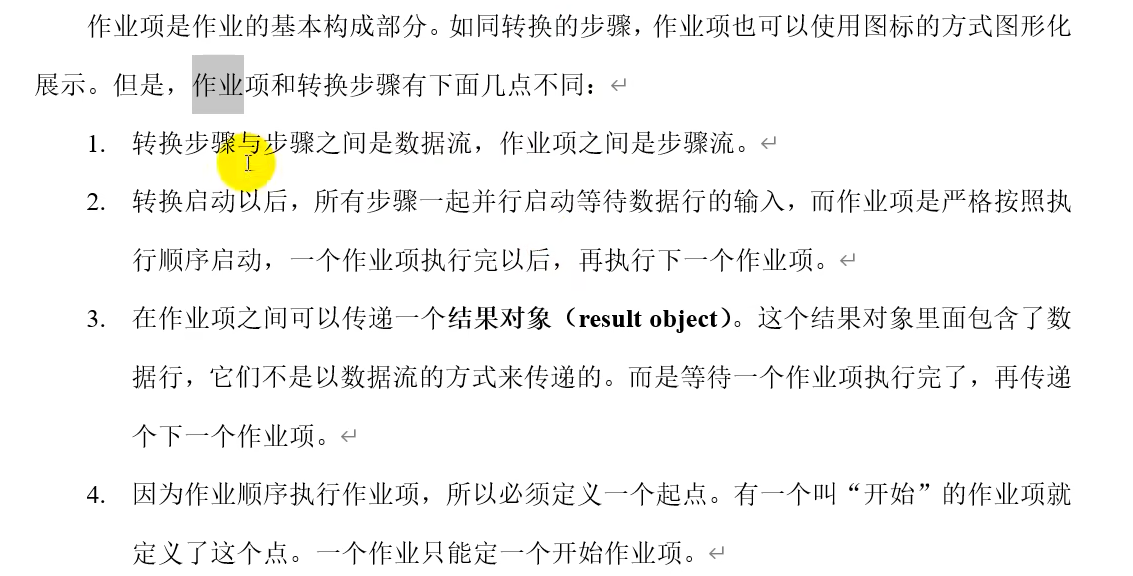 作业项是作业的基本构成部分。如同转换的步骤，作业项也可以使用图标的方式图形化
展示。但是，作业项和转换步骤有下面几点不同：
1. 转换步骤与步骤之间是数据流，作业项之间是步骤流。
2. 转换启动以后，所有步骤一起并行启动等待数据行的输入，而作业项是严格按照执
行顺序启动，一个作业项执行完以后，再执行下一个作业项。
3. 在作业项之间可以传递一个结果对象（result object）。这个结果对象里面包含了数
据行，它们不是以数据流的方式来传递的。而是等待一个作业项执行完了，再传递
个下一个作业项。
4. 因为作业顺序执行作业项，所以必须定义一个起点。有一个叫“开始”的作业项就
定义了这个点。一个作业只能定一个开始作业项。